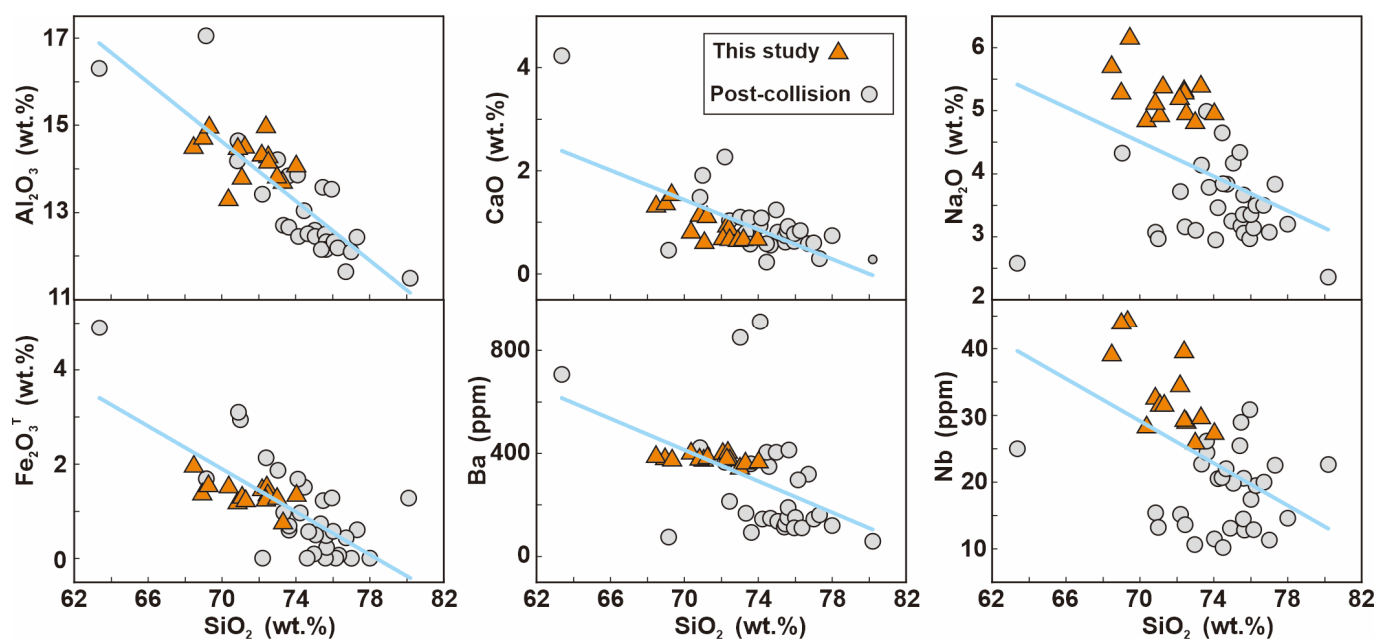 17
15
13
11
Al₂O₃ (wt.%)
4
2
0
CaO (wt.%)
This study
Post-collision
6
5
4
3
2
Na₂O (wt.%)
4
2
0
Fe₂O₃ᵀ (wt.%)
62 66 70 74 78 82
SiO₂ (wt.%)
800
400
0
Ba (ppm)
62 66 70 74 78 82
SiO₂ (wt.%)
40
30
20
10
Nb (ppm)
62 66 70 74 78 82
SiO₂ (wt.%)